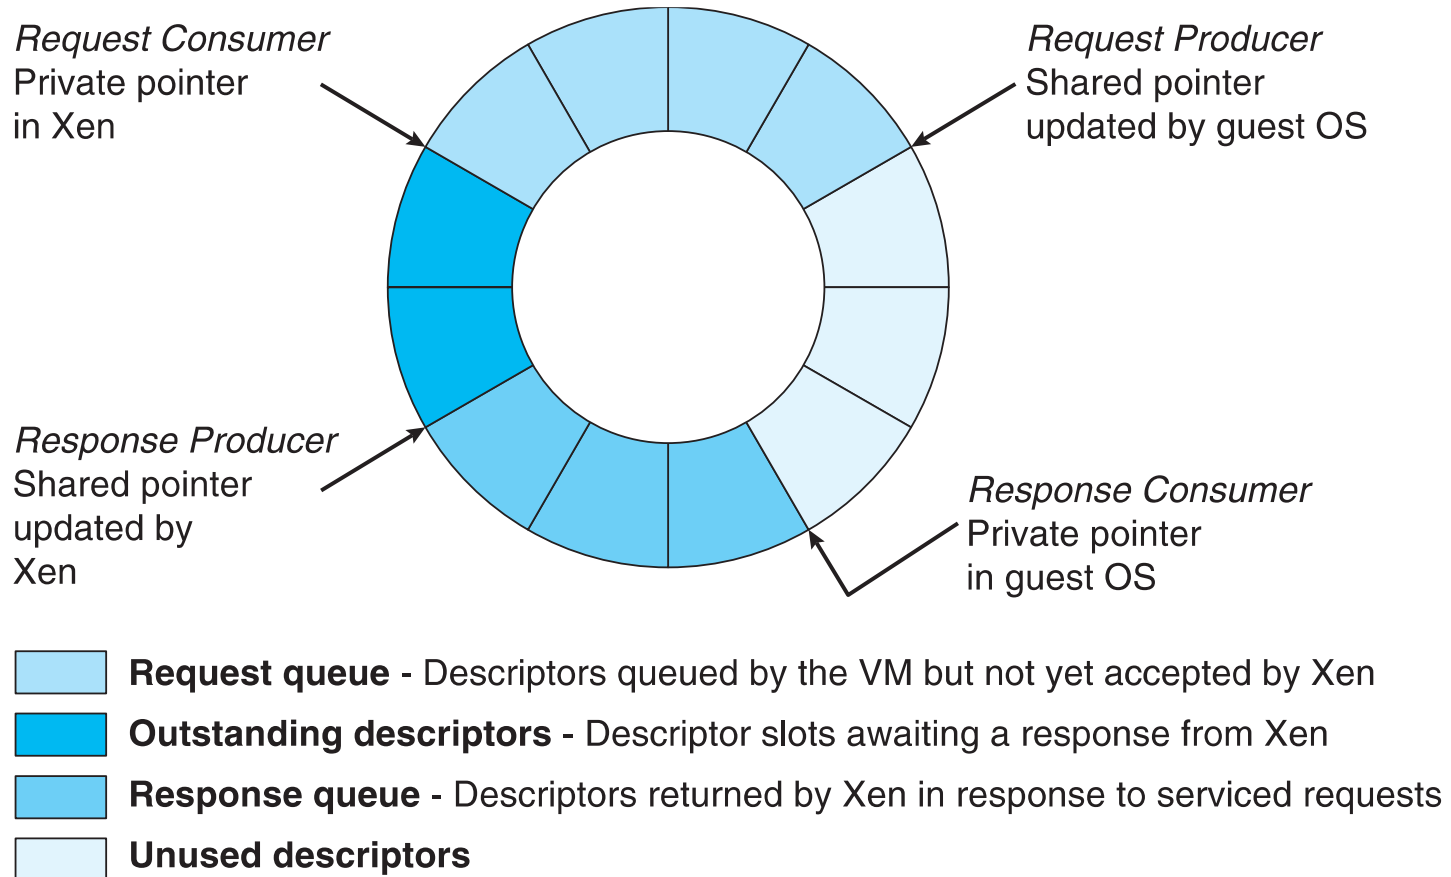 Request Consumer
Private pointer
in Xen
Request Producer
Shared pointer
updated by guest OS
Response Producer
Shared pointer
updated by
Xen
Response Consumer
Private pointer
in guest OS
Request queue - Descriptors queued by the VM but not yet accepted by Xen
Outstanding descriptors - Descriptor slots awaiting a response from Xen
Response queue - Descriptors returned by Xen in response to serviced requests
Unused descriptors